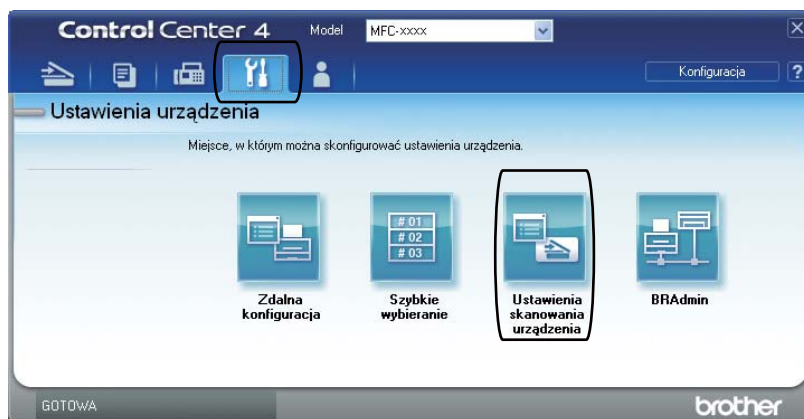 Control Center 4
Model
MFC-xxxx
Konfiguracja
?
Ustawienia urządzenia
Miejsce, w którym można skonfigurować ustawienia urządzenia.
# 01
# 02
# 03
Zdalna
konfiguracja
Szybkie
wybieranie
Ustawienia
skanowania
urządzenia
BRAdmin
GOTOWA
brother